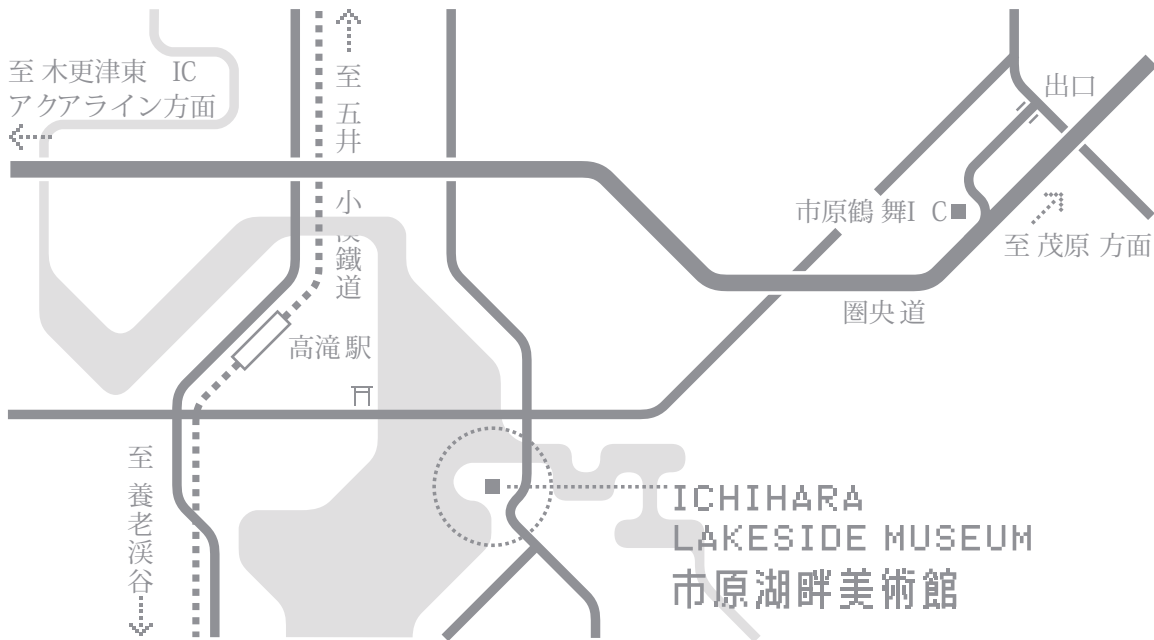 至 木更津東 IC
アクアライン方面
至 五井
小湊鐵道
出口
市原鶴舞IC
至 茂原 方面
圏央道
高滝駅
至 養老渓谷
ICHIHARA
LAKESIDE MUSEUM
市原湖畔美術館